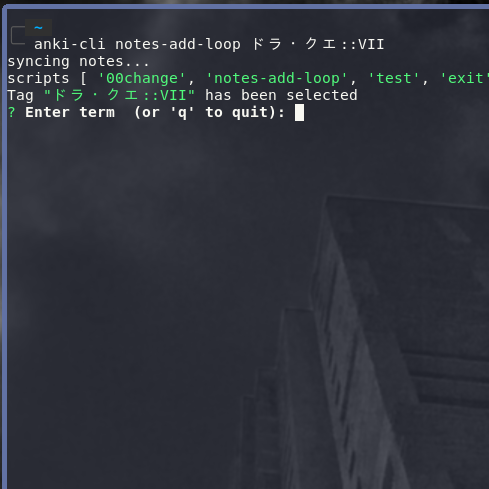 ~
anki-cli notes-add-loop ドラ・クエ::VII
syncing notes...
scripts [ '00change', 'notes-add-loop', 'test', 'exit'
Tag "ドラ・クエ::VII" has been selected
? Enter term  (or 'q' to quit):